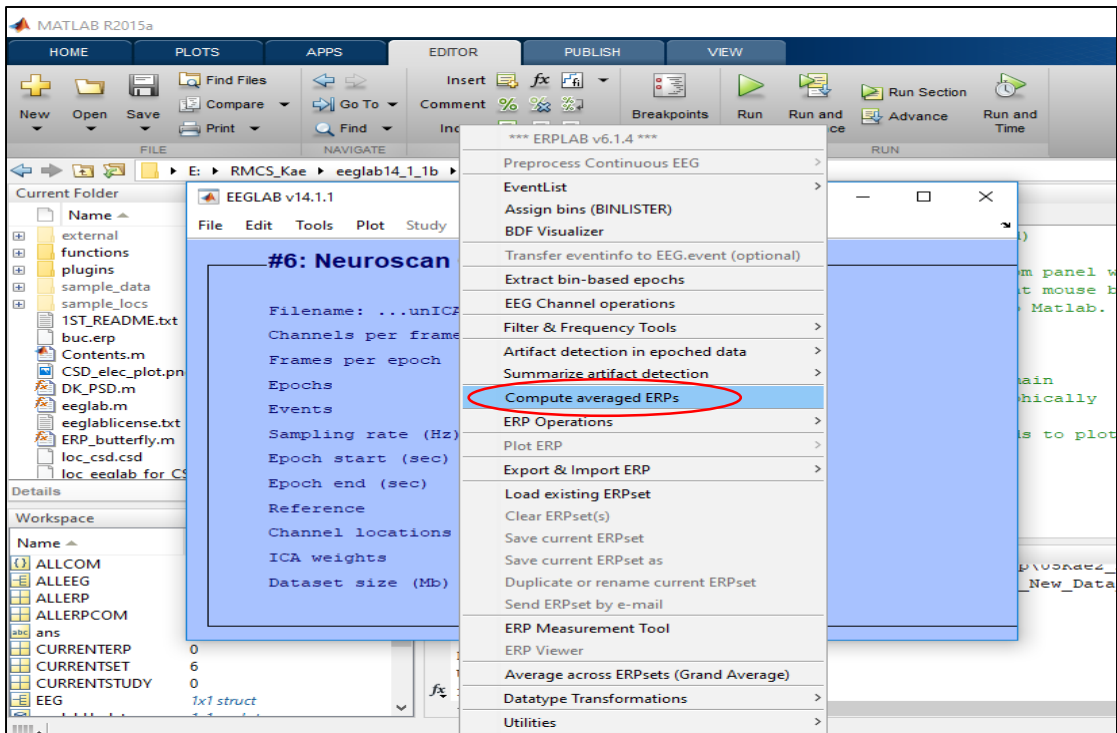 MATLAB R2015a
HOME PLOTS APPS EDITOR PUBLISH VIEW
New Open Save
Find Files
Compare
Print
FILE
Go To
Find
NAVIGATE
Insert
Comment
Breakpoints
Run
Run and
Run Section
Advance
Run and
Time
RUN
E: RMCS_Kae eeglab14_1_1b
Current Folder
Name
external
functions
plugins
sample_data
sample_locs
1ST_README.txt
buc.erp
Contents.m
CSD_elec_plot.pn
DK_PSD.m
eeglab.m
eeglablicense.txt
ERP_butterfly.m
loc_csd.csd
loc_eeglab_for_CS
Details
Workspace
Name
ALLCOM
ALLEEG
ALLERP
ALLERPCOM
ans
CURRENTERP 0
CURRENTSET 6
CURRENTSTUDY 0
EEG 1x1 struct
EEGLAB v14.1.1
File Edit Tools Plot Study
#6: Neuroscan
Filename: ...unICA
Channels per frame
Frames per epoch
Epochs
Events
Sampling rate (Hz)
Epoch start (sec)
Epoch end (sec)
Reference
Channel locations
ICA weights
Dataset size (Mb)
*** ERPLAB v6.1.4 ***
Preprocess Continuous EEG
EventList
Assign bins (BINLISTER)
BDF Visualizer
Transfer eventinfo to EEG.event (optional)
Extract bin-based epochs
EEG Channel operations
Filter & Frequency Tools
Artifact detection in epoched data
Summarize artifact detection
Compute averaged ERPs
ERP Operations
Plot ERP
Export & Import ERP
Load existing ERPset
Clear ERPset(s)
Save current ERPset
Save current ERPset as
Duplicate or rename current ERPset
Send ERPset by e-mail
ERP Measurement Tool
ERP Viewer
Average across ERPsets (Grand Average)
Datatype Transformations
Utilities
om panel w
t mouse b
Matlab.
ain
hically
s to plot
_New_Data